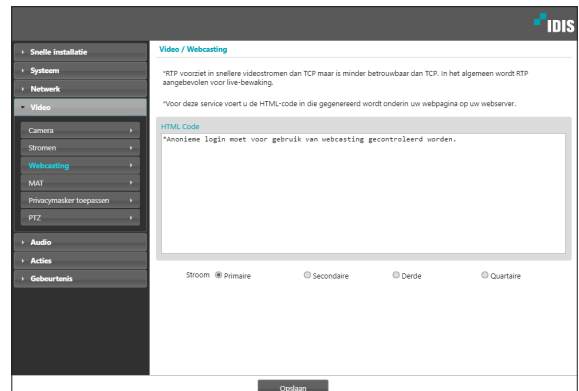 IDIS
Snelle installatie
Systeem
Netwerk
Video
Camera
Stromen
Webcasting
MAT
Privacymasker toepassen
PTZ
Audio
Acties
Gebeurtenis
Video / Webcasting
*RTP voorziet in snellere videostromen dan TCP maar is minder betrouwbaar dan TCP. In het algemeen wordt RTP
aangebevolen voor live-bewaking.
*Voor deze service voert u de HTML-code in die gegenereerd wordt onderin uw webpagina op uw webserver.
HTML Code
*Anonieme login moet voor gebruik van webcasting gecontroleerd worden.
Stroom Primaire Secondaire Derde Quartaire
Opslaan